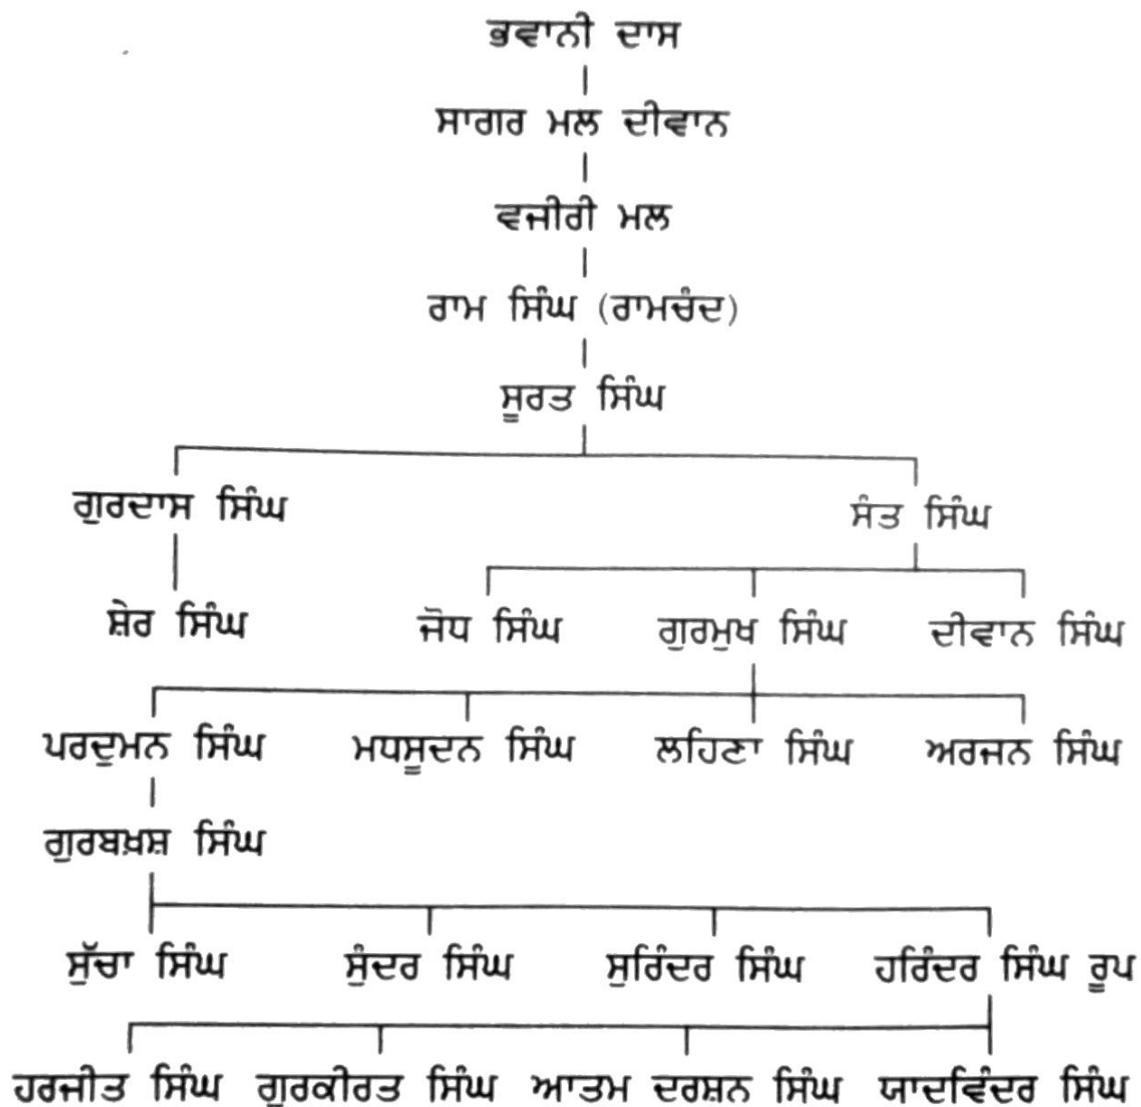 ਭਵਾਨੀ ਦਾਸ
ਸਾਗਰ ਮਲ ਦੀਵਾਨ
ਵਜੀਰੀ ਮਲ
ਰਾਮ ਸਿੰਘ (ਰਾਮਚੰਦ)
ਸੂਰਤ ਸਿੰਘ
ਗੁਰਦਾਸ ਸਿੰਘ ਸੰਤ ਸਿੰਘ
ਸ਼ੇਰ ਸਿੰਘ ਜੋਧ ਸਿੰਘ ਗੁਰਮੁਖ ਸਿੰਘ ਦੀਵਾਨ ਸਿੰਘ
ਪਰਦੁਮਨ ਸਿੰਘ ਮਧਸੂਦਨ ਸਿੰਘ ਲਹਿਣਾ ਸਿੰਘ ਅਰਜਨ ਸਿੰਘ
ਗੁਰਬਖ਼ਸ਼ ਸਿੰਘ
ਸੁੱਚਾ ਸਿੰਘ ਸੁੰਦਰ ਸਿੰਘ ਸੁਰਿੰਦਰ ਸਿੰਘ ਹਰਿੰਦਰ ਸਿੰਘ ਰੂਪ
ਹਰਜੀਤ ਸਿੰਘ ਗੁਰਕੀਰਤ ਸਿੰਘ ਆਤਮ ਦਰਸ਼ਨ ਸਿੰਘ ਯਾਦਵਿੰਦਰ ਸਿੰਘ